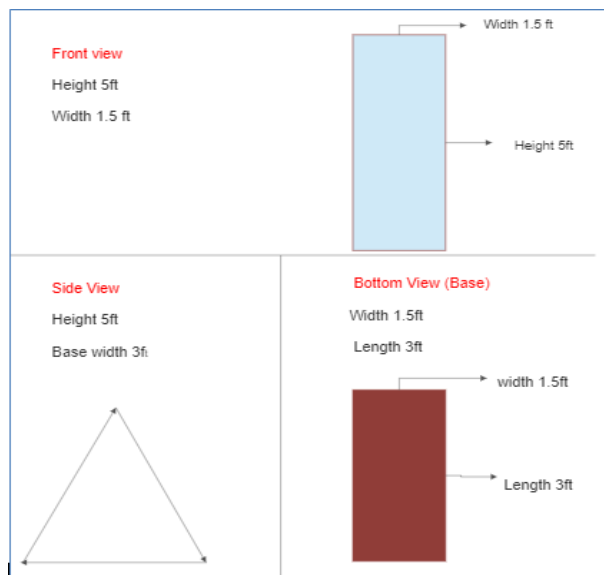 Front view
Height 5ft
Width 1.5 ft
Width 1.5 ft
Height 5ft
Side View
Height 5ft
Base width 3ft
Bottom View (Base)
Width 1.5ft
Length 3ft
width 1.5ft
Length 3ft